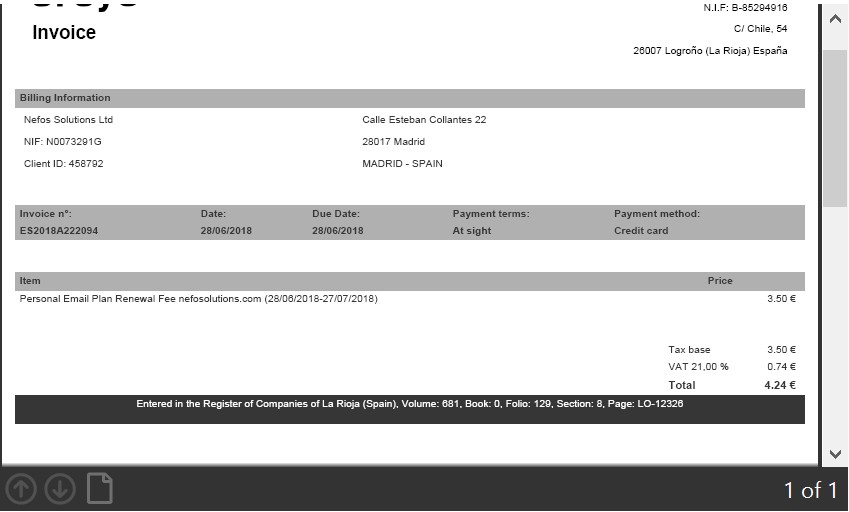 N.I.F: B-85294916
Invoice
C/ Chile, 54
26007 Logroño (La Rioja) España
Billing Information
Nefos Solutions Ltd Calle Esteban Collantes 22
NIF: N0073291G 28017 Madrid
Client ID: 458792 MADRID - SPAIN
Invoice n°: Date: Due Date: Payment terms: Payment method:
ES2018A222094 28/06/2018 28/06/2018 At sight Credit card
Item Price
Personal Email Plan Renewal Fee nefosolutions.com (28/06/2018-27/07/2018) 3.50 €
Tax base 3.50 €
VAT 21,00 % 0.74 €
Total 4.24 €
Entered in the Register of Companies of La Rioja (Spain), Volume: 681, Book: 0, Folio: 129, Section: 8, Page: LO-12326
1 of 1